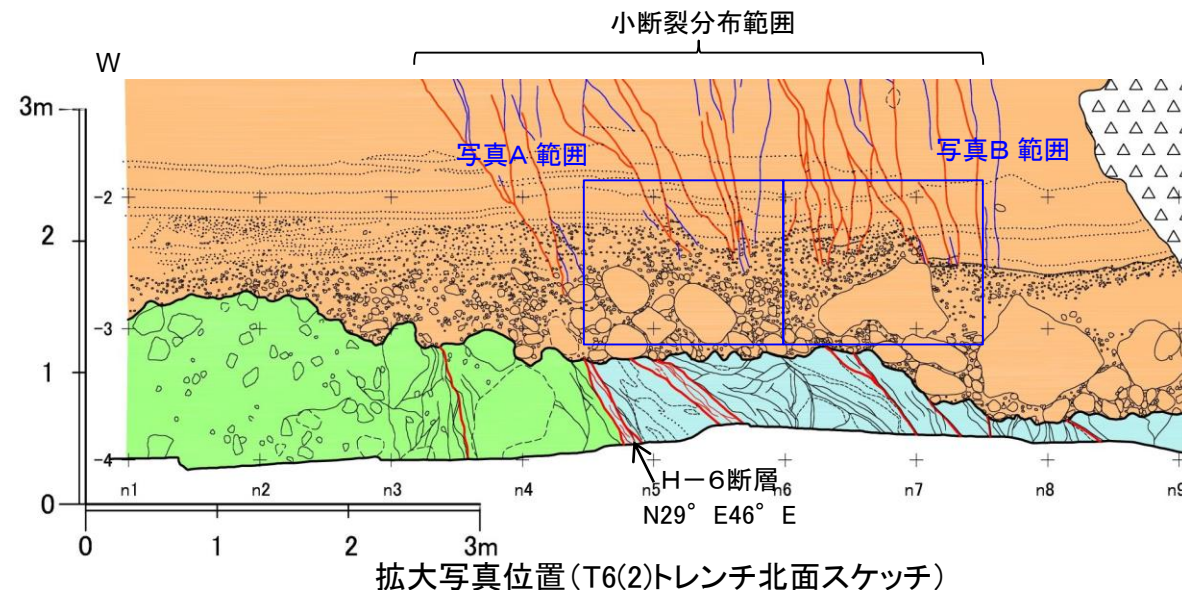 小断裂分布範囲
W
3m
写真A 範囲
写真B 範囲
-2
2
-3
1
-4
n1 n2 n3 n4 n5 n6 n7 n8 n9
0
H-6断層
N29°E46°E
0 1 2 3m
拡大写真位置(T6(2)トレンチ北面スケッチ)